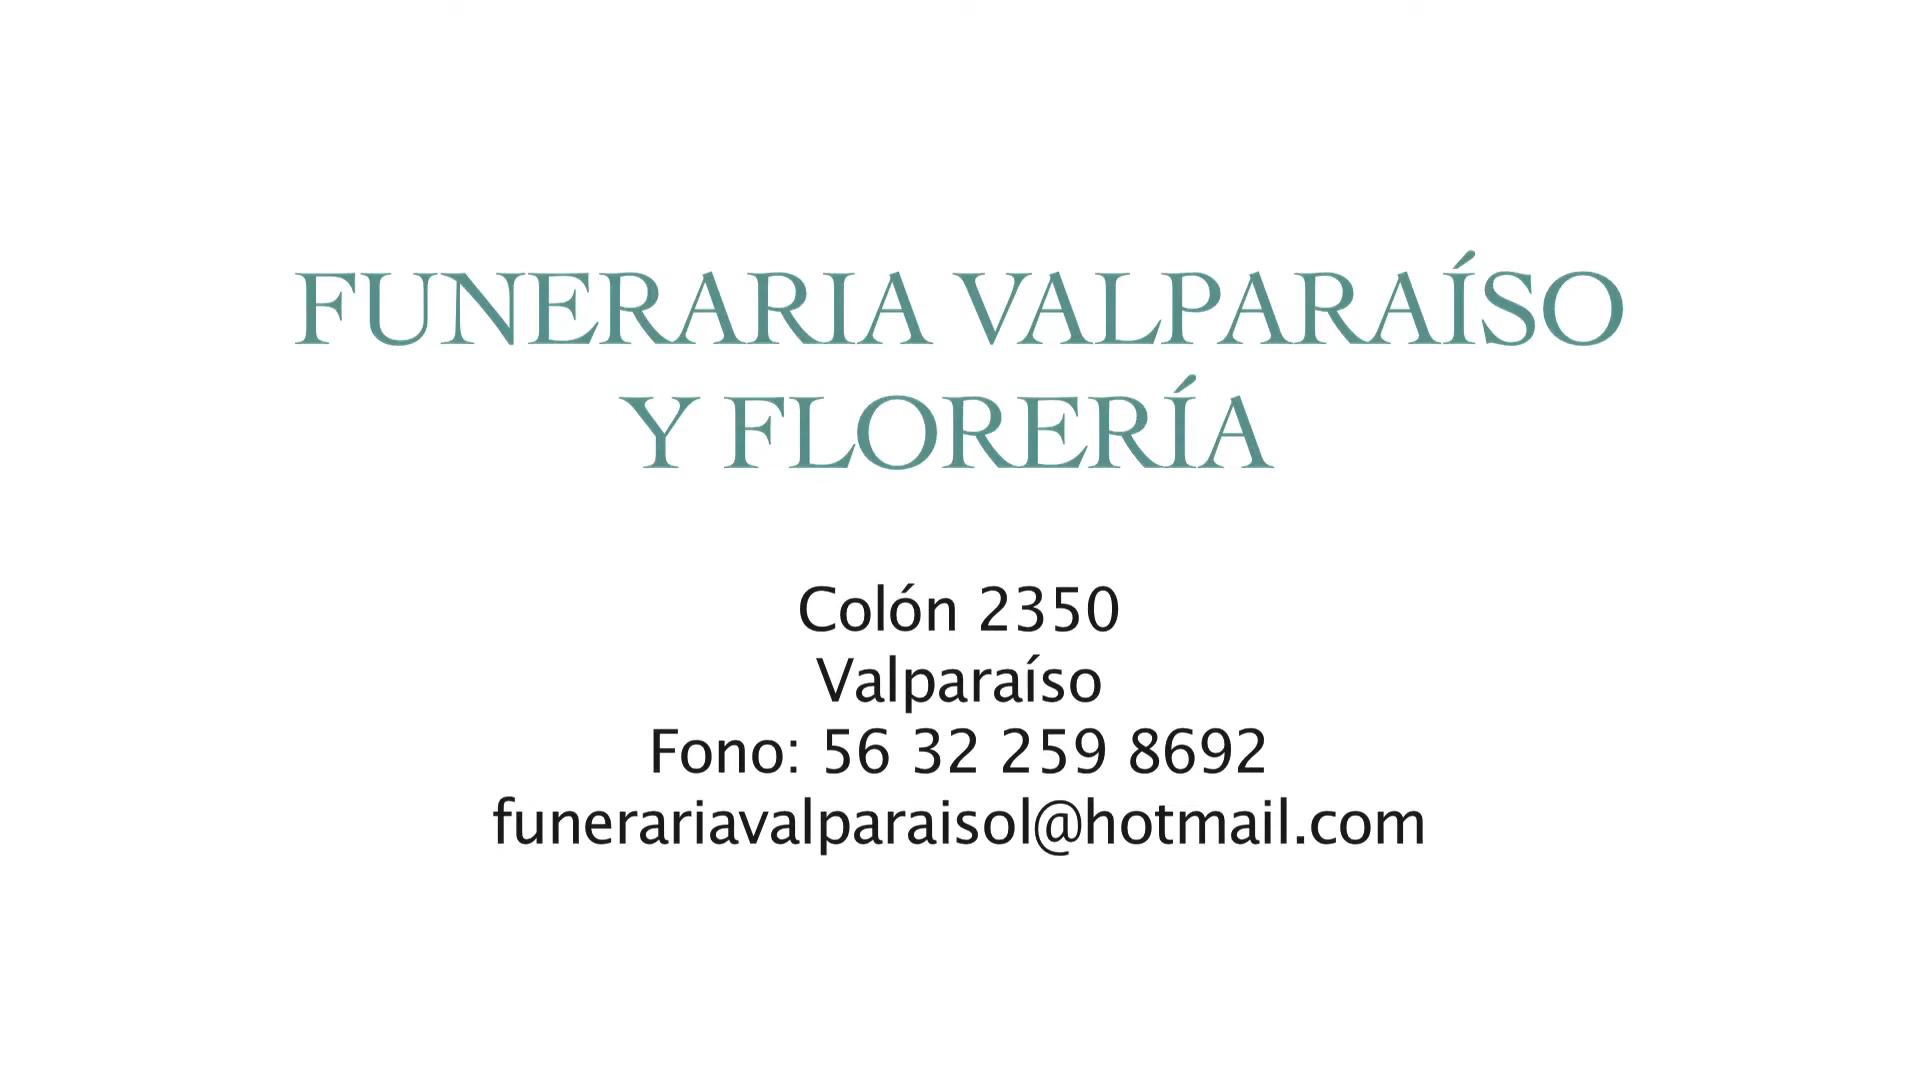 FUNERARIA VALPARAÍSO
Y FLORERÍA
Colón 2350
Valparaíso
Fono: 56 32 259 8692
funerariavalparaisol@hotmail.com